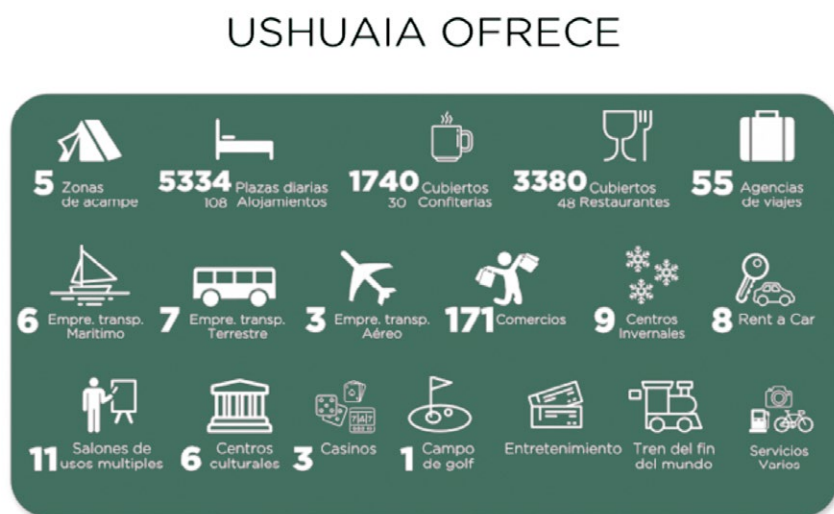 USHUAIA OFRECE
5 Zonas
de acampe
5334 Plazas diarias
108 Alojamientos
1740 Cubiertos
30 Confiterias
3380 Cubiertos
48 Restaurantes
55 Agencias
de viajes
6 Empre. transp.
Maritimo
7 Empre. transp.
Terrestre
3 Empre. transp.
Aéreo
171 Comercios
9 Centros
Invernales
8 Rent a Car
11 Salones de
usos multiples
6 Centros
culturales
3 Casinos
1 Campo
de golf
Entretenimiento
Tren del fin
del mundo
Servicios
Varios